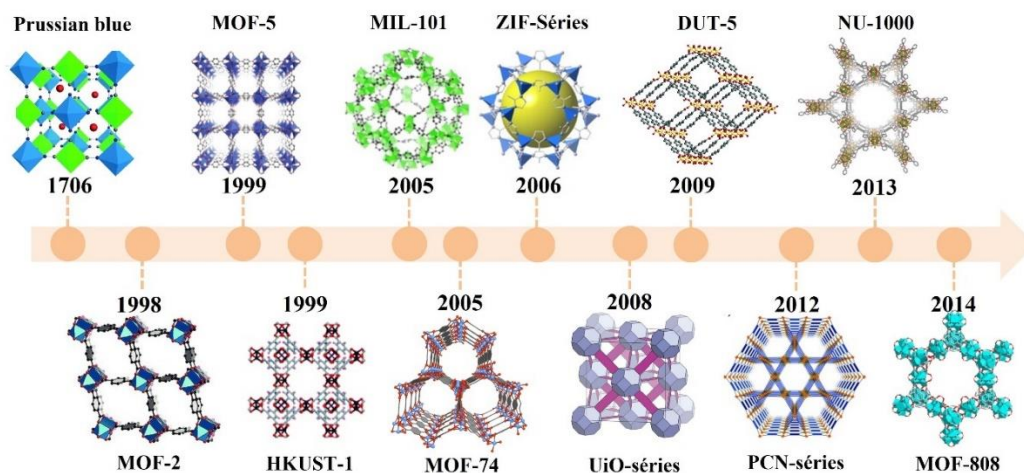 Prussian blue
MOF-5
MIL-101
ZIF-Séries
DUT-5
NU-1000
1706
1999
2005
2006
2009
2013
1998
1999
2005
2008
2012
2014
MOF-2
HKUST-1
MOF-74
UiO-séries
PCN-séries
MOF-808